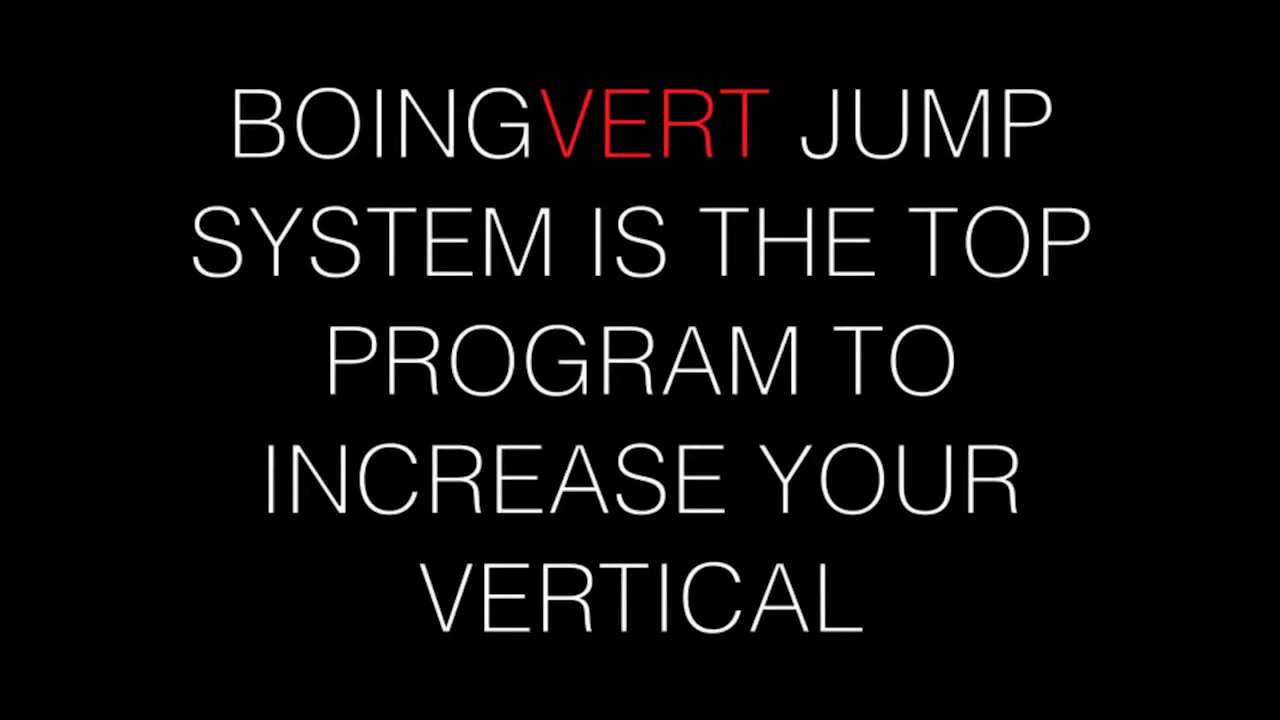 BOINGVERT JUMP
SYSTEM IS THE TOP
PROGRAM TO
INCREASE YOUR
VERTICAL